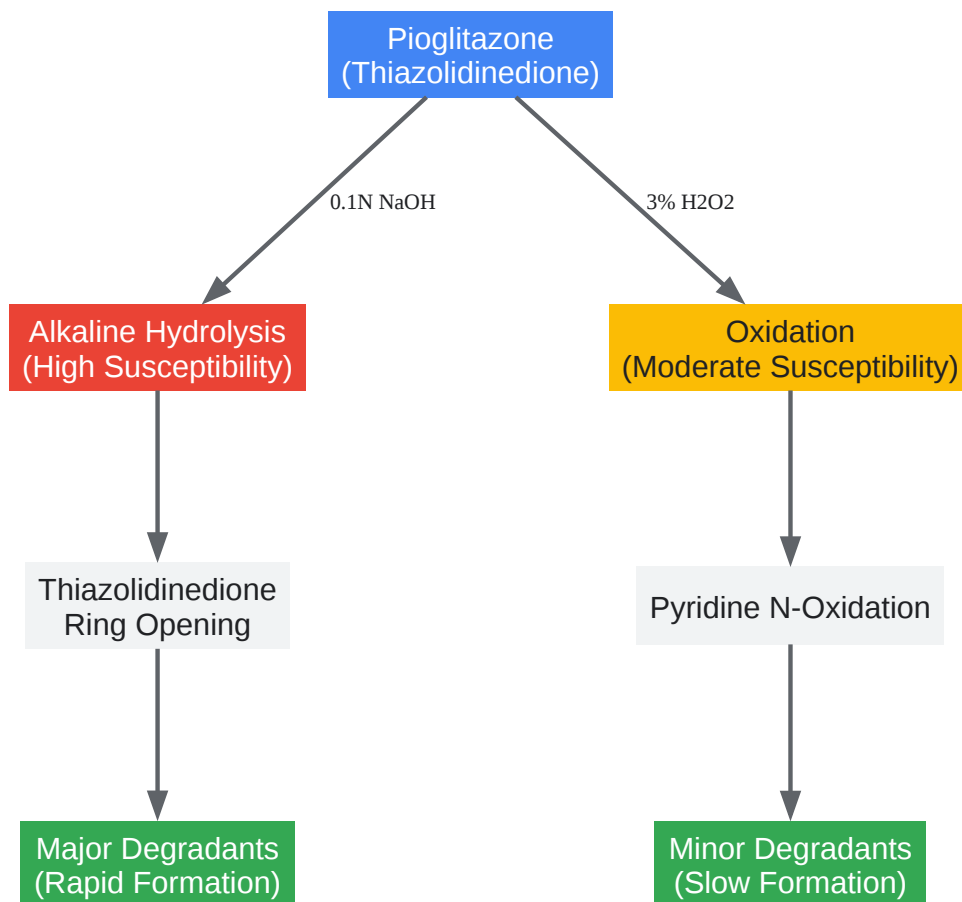 Pioglitazone
(Thiazolidinedione)
0.1N NaOH
3% H2O2
Alkaline Hydrolysis
(High Susceptibility)
Oxidation
(Moderate Susceptibility)
Thiazolidinedione
Ring Opening
Pyridine N-Oxidation
Major Degradants
(Rapid Formation)
Minor Degradants
(Slow Formation)